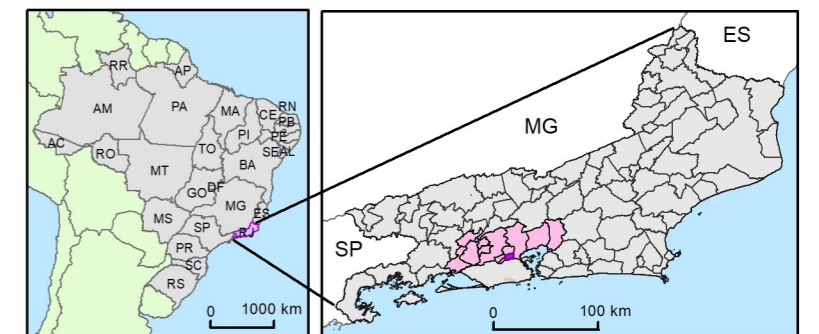 RR
AP
AM
PA
MA
CE
RN
PB
PE
AC
RO
TO
PI
SE
AL
MT
BA
GO
DF
MG
ES
MS
SP
PR
SC
RS
0
1000 km
ES
MG
SP
0
100 km